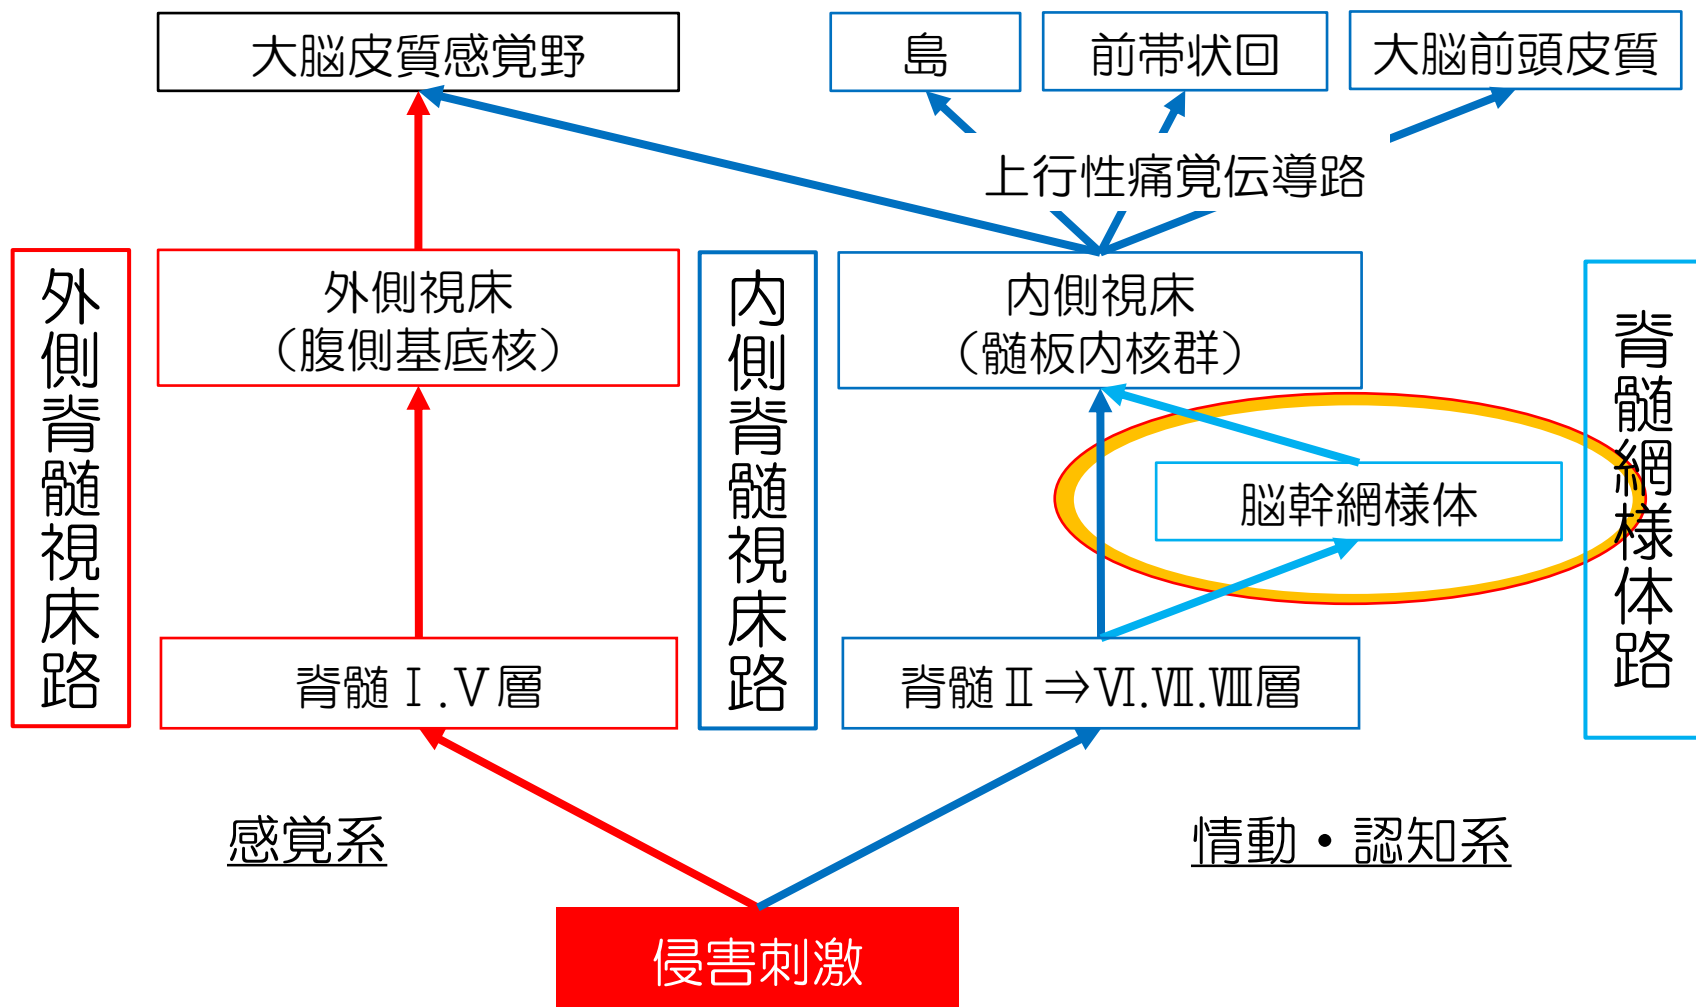 大脳皮質感覚野
島
前帯状回
大脳前頭皮質
上行性痛覚伝導路
外側脊髄視床路
外側視床
（腹側基底核）
内側脊髄視床路
内側視床
（髄板内核群）
脊髄網様体路
脳幹網様体
脊髄Ⅰ.Ⅴ層
脊髄Ⅱ⇒Ⅵ.Ⅶ.Ⅷ層
感覚系
情動・認知系
侵害刺激